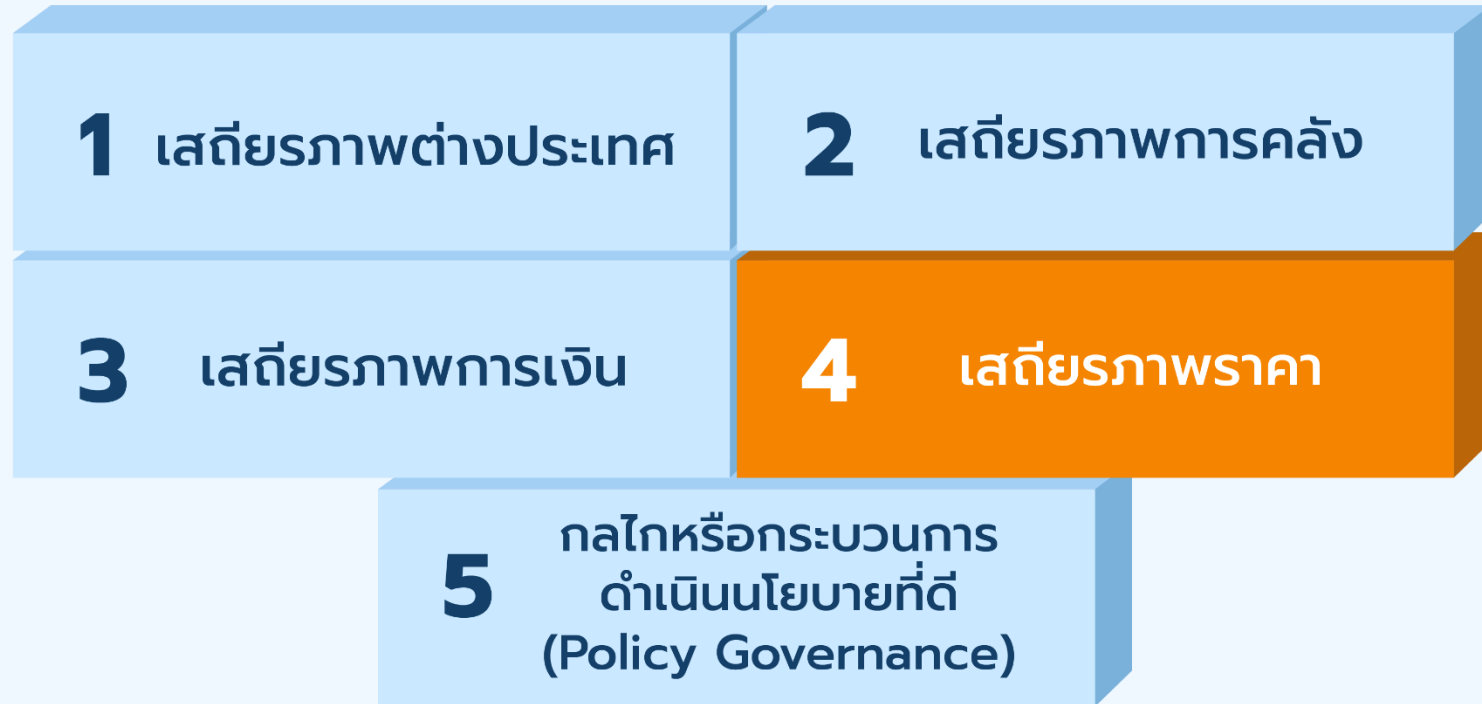 1 เสถียรภาพต่างประเทศ
2 เสถียรภาพการคลัง
3 เสถียรภาพการเงิน
4 เสถียรภาพราคา
5 กลไกหรือกระบวนการ
ดำเนินนโยบายที่ดี
(Policy Governance)